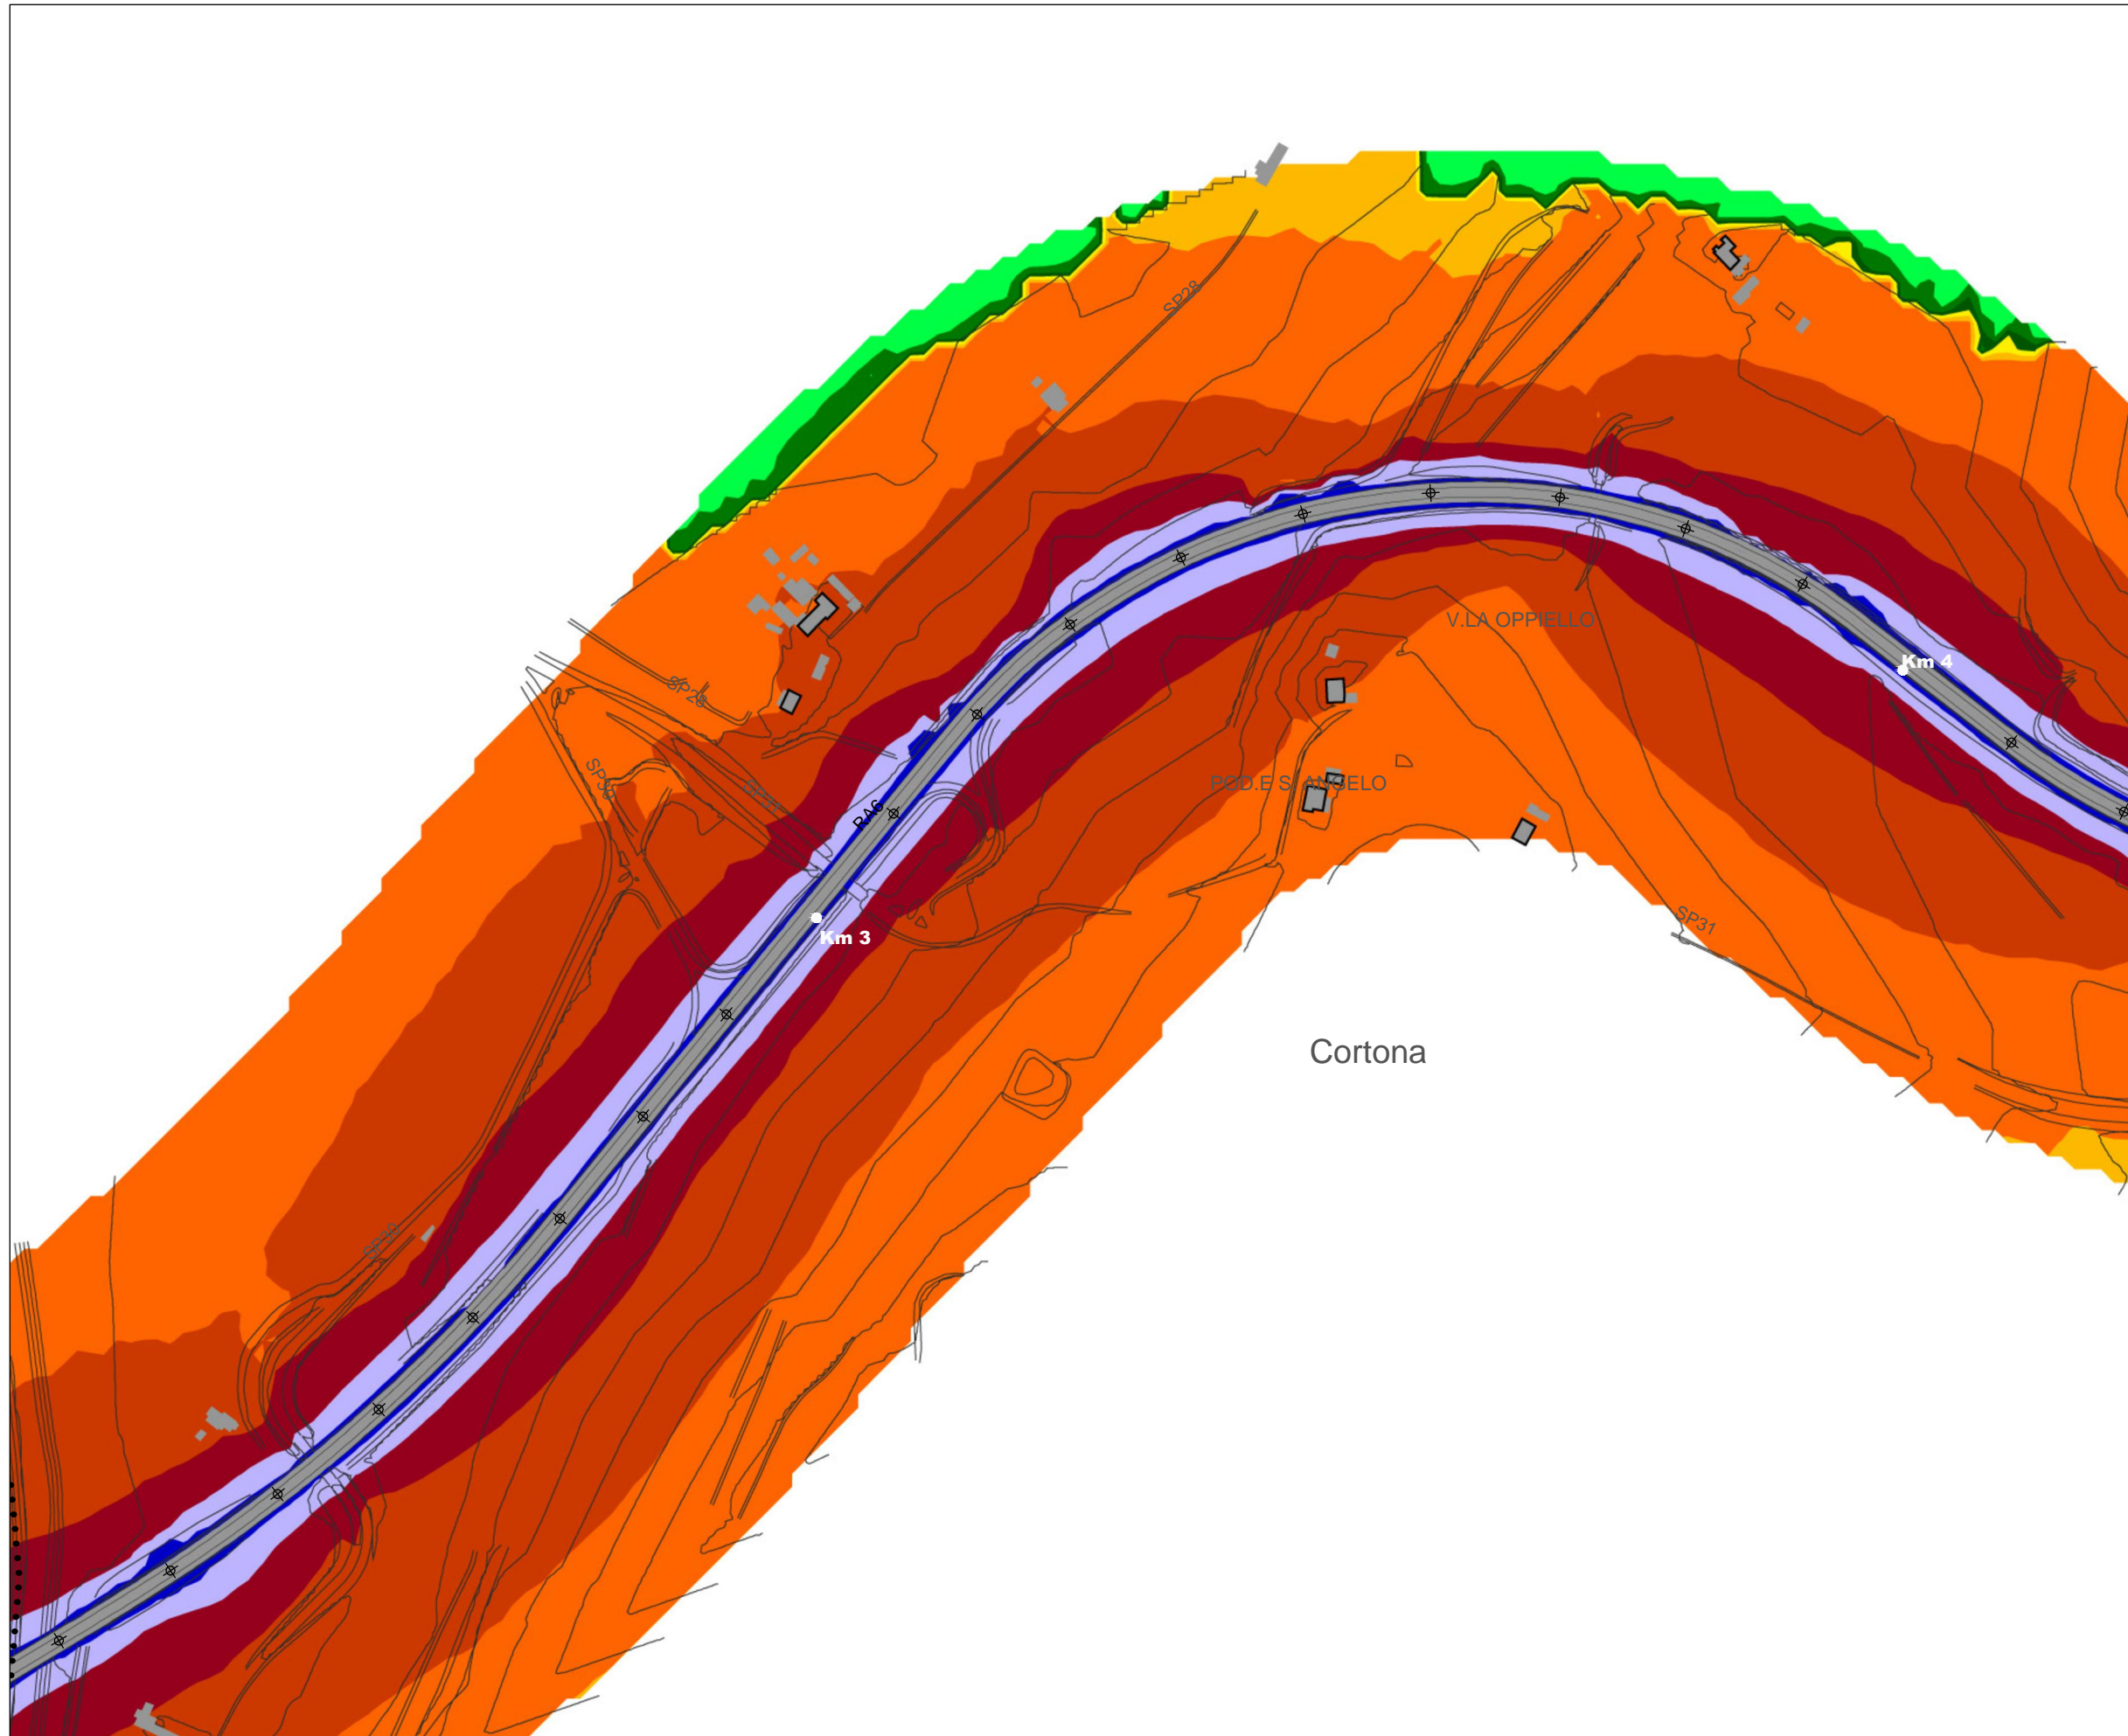 SP28
V.LA OPPIELLO
Km 4
SP28
SP30
POD.E S. ANGELO
RA6
SP31
Km 3
Cortona
SP30